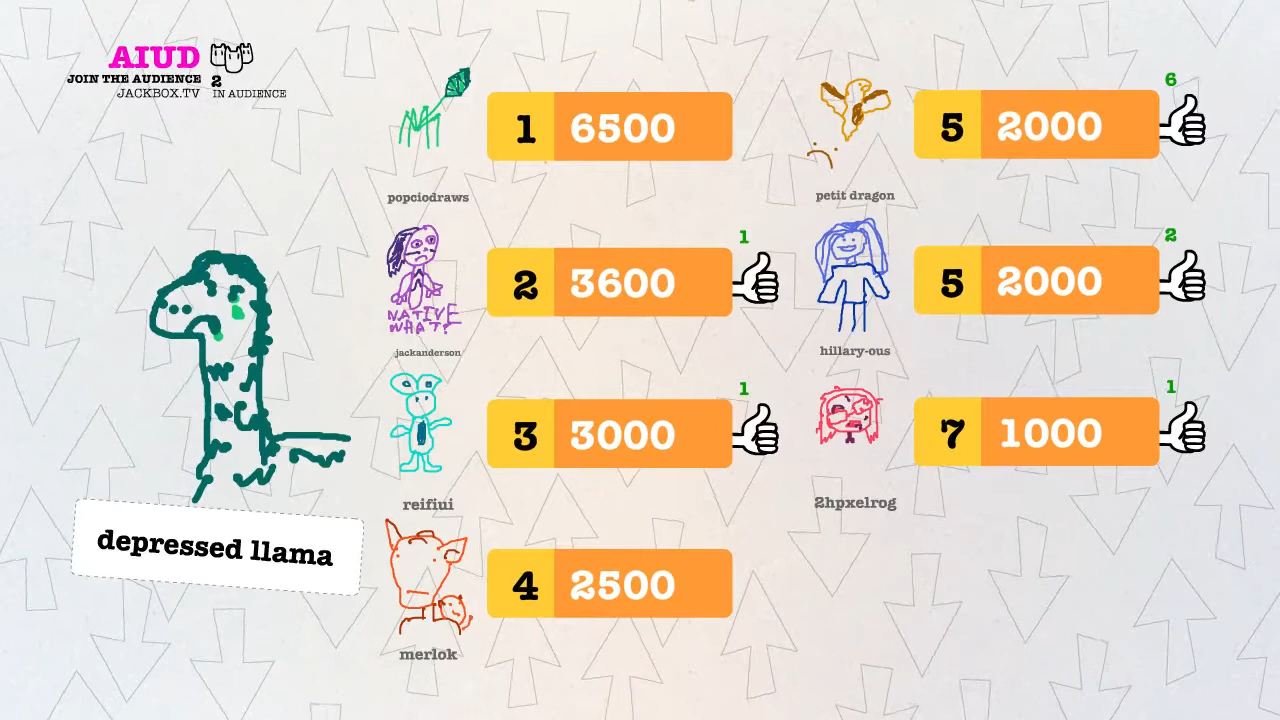 AIUD
JOIN THE AUDIENCE
JACKBOX.TV
2
IN AUDIENCE
depressed llama
popciodraws
1 6500
NATIVE
WHAT?
jackanderson
2 3600
1
reifiui
3 3000
1
merlok
4 2500
petit dragon
5 2000
6
hillary-ous
5 2000
2
2hpxelrog
7 1000
1